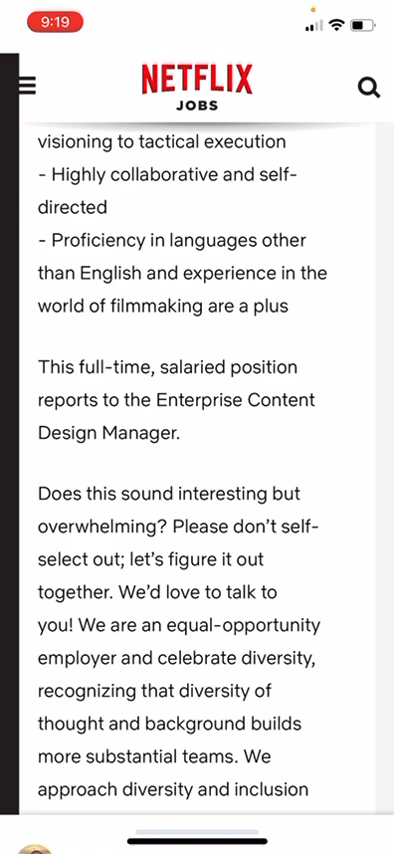 9:19
NETFLIX
JOBS
visioning to tactical execution
- Highly collaborative and self-
directed
- Proficiency in languages other
than English and experience in the
world of filmmaking are a plus
This full-time, salaried position
reports to the Enterprise Content
Design Manager.
Does this sound interesting but
overwhelming? Please don’t self-
select out; let’s figure it out
together. We’d love to talk to
you! We are an equal-opportunity
employer and celebrate diversity,
recognizing that diversity of
thought and background builds
more substantial teams. We
approach diversity and inclusion